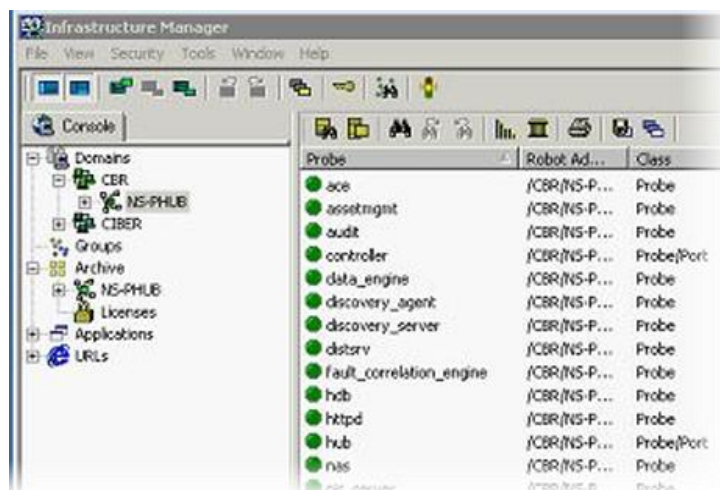 Infrastructure Manager
File View Security Tools Window Help
Console
Domains
CBR
NS-PHUB
CIBER
Groups
Archive
NS-PHUB
Licenses
Applications
URLs
Probe Robot Ad... Class
ace /CBR/NS-P... Probe
assetmgmt /CBR/NS-P... Probe
audit /CBR/NS-P... Probe
controller /CBR/NS-P... Probe/Port
data_engine /CBR/NS-P... Probe
discovery_agent /CBR/NS-P... Probe
discovery_server /CBR/NS-P... Probe
distsrv /CBR/NS-P... Probe
fault_correlation_engine /CBR/NS-P... Probe
hdb /CBR/NS-P... Probe
httpd /CBR/NS-P... Probe
hub /CBR/NS-P... Probe/Port
nas /CBR/NS-P... Probe
/CBR/NS-P... Probe